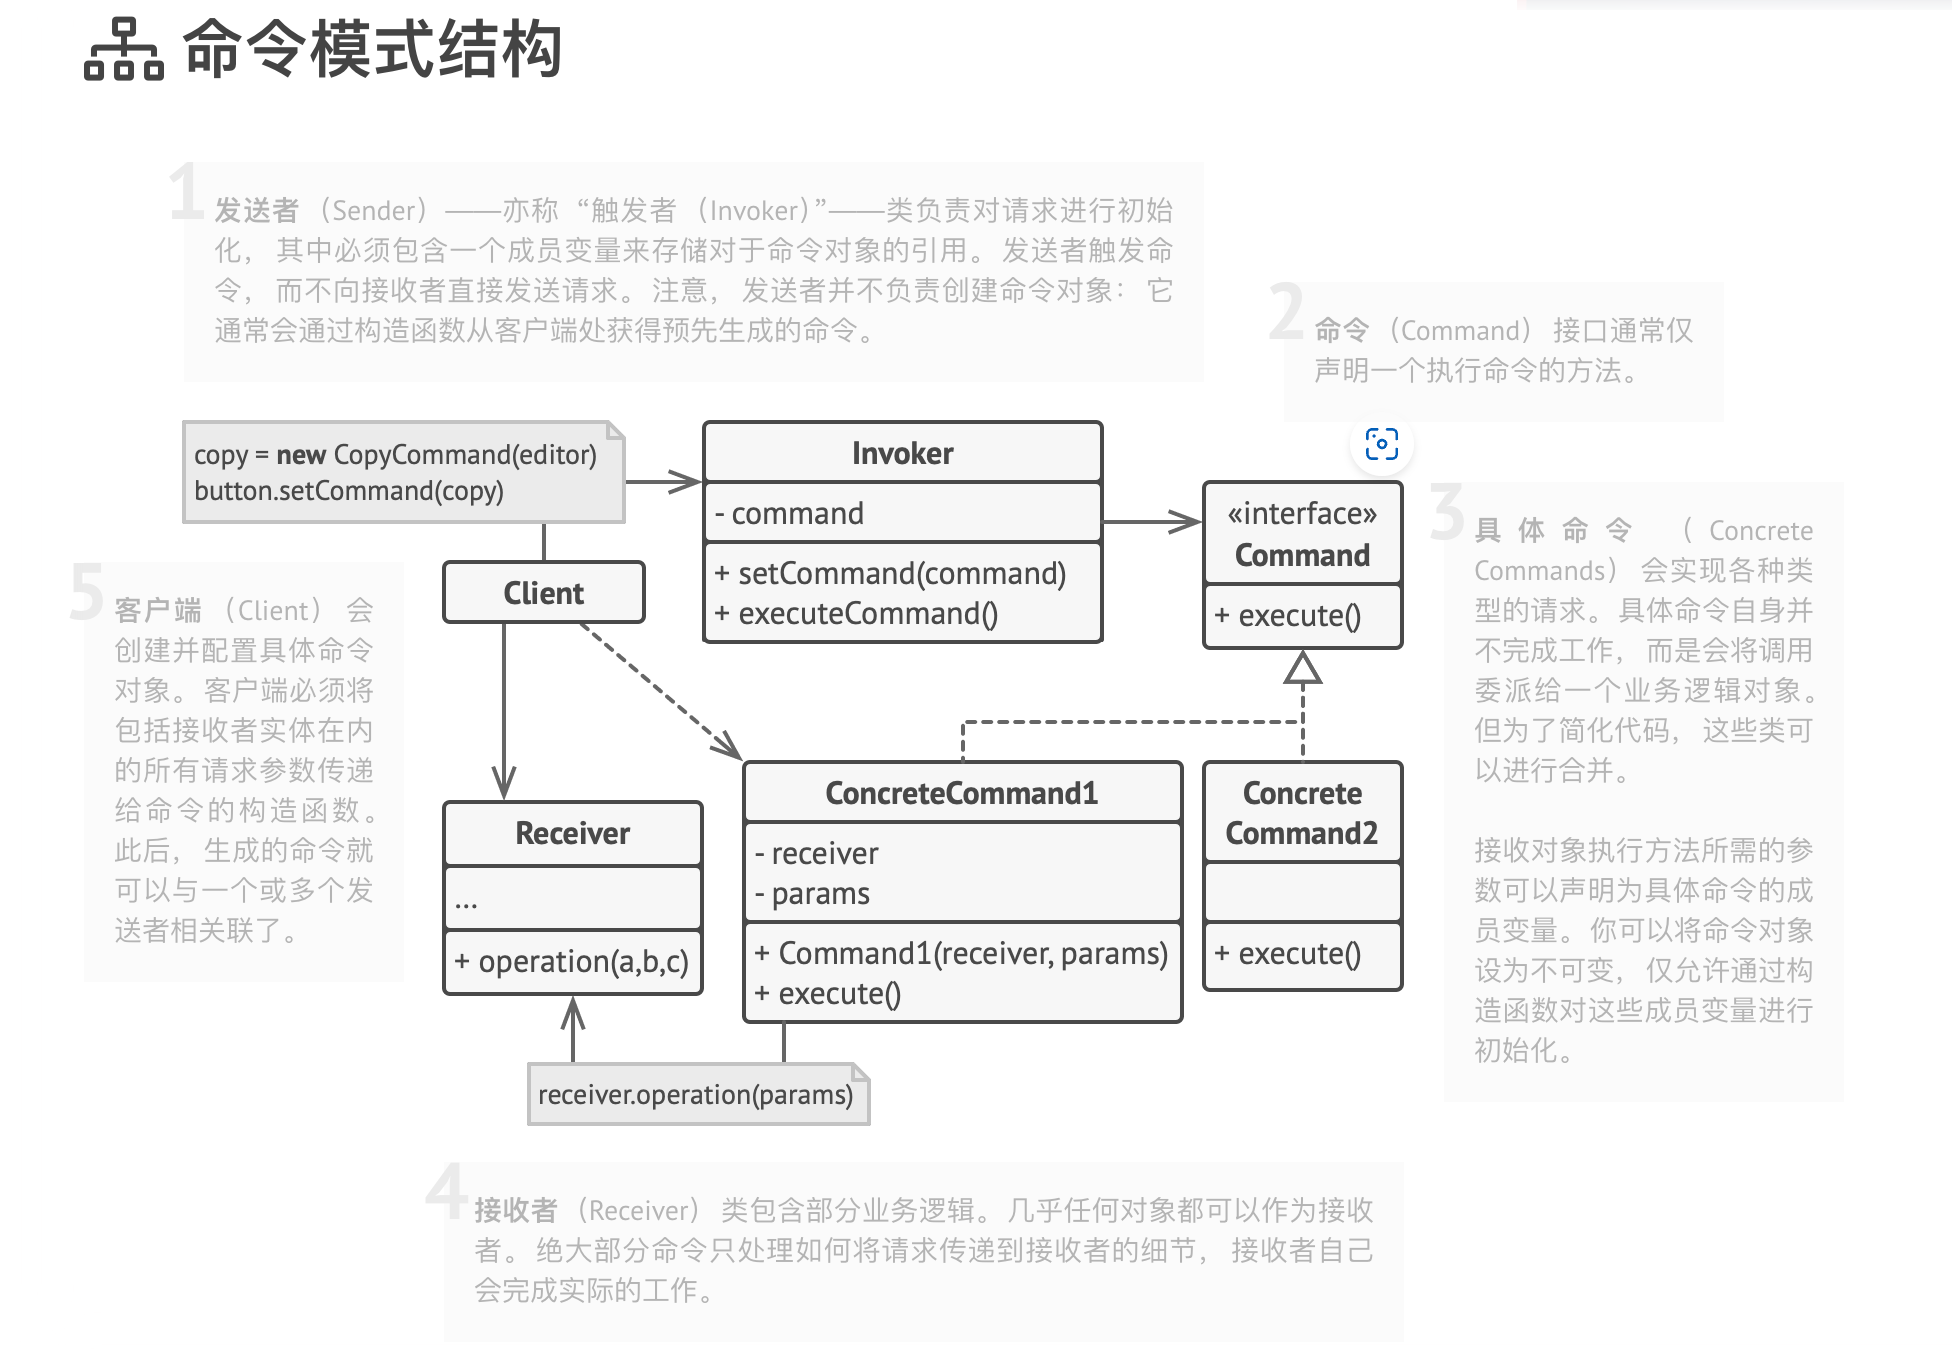 命令模式结构
1
发送者 （Sender）——亦称“触发者 （Invoker）”——类负责对请求进行初始
化， 其中必须包含一个成员变量来存储对于命令对象的引用。 发送者触发命
令， 而不向接收者直接发送请求。 注意， 发送者并不负责创建命令对象： 它
通常会通过构造函数从客户端处获得预先生成的命令。
2
命令 （Command） 接口通常仅
声明一个执行命令的方法。
copy = new CopyCommand(editor)
button.setCommand(copy)
Invoker
- command
+ setCommand(command)
+ executeCommand()
«interface»
Command
+ execute()
3
具体命令 （Concrete
Commands） 会实现各种类
型的请求。 具体命令自身并
不完成工作， 而是会将调用
委派给一个业务逻辑对象。
但为了简化代码， 这些类可
以进行合并。
接收对象执行方法所需的参
数可以声明为具体命令的成
员变量。 你可以将命令对象
设为不可变， 仅允许通过构
造函数对这些成员变量进行
初始化。
Client
5
客户端 （Client） 会
创建并配置具体命令
对象。 客户端必须将
包括接收者实体在内
的所有请求参数传递
给命令的构造函数。
此后， 生成的命令就
可以与一个或多个发
送者相关联了。
Receiver
...
+ operation(a,b,c)
ConcreteCommand1
- receiver
- params
+ Command1(receiver, params)
+ execute()
Concrete
Command2
+ execute()
receiver.operation(params)
4
接收者 （Receiver） 类包含部分业务逻辑。 几乎任何对象都可以作为接收
者。 绝大部分命令只处理如何将请求传递到接收者的细节， 接收者自己
会完成实际的工作。